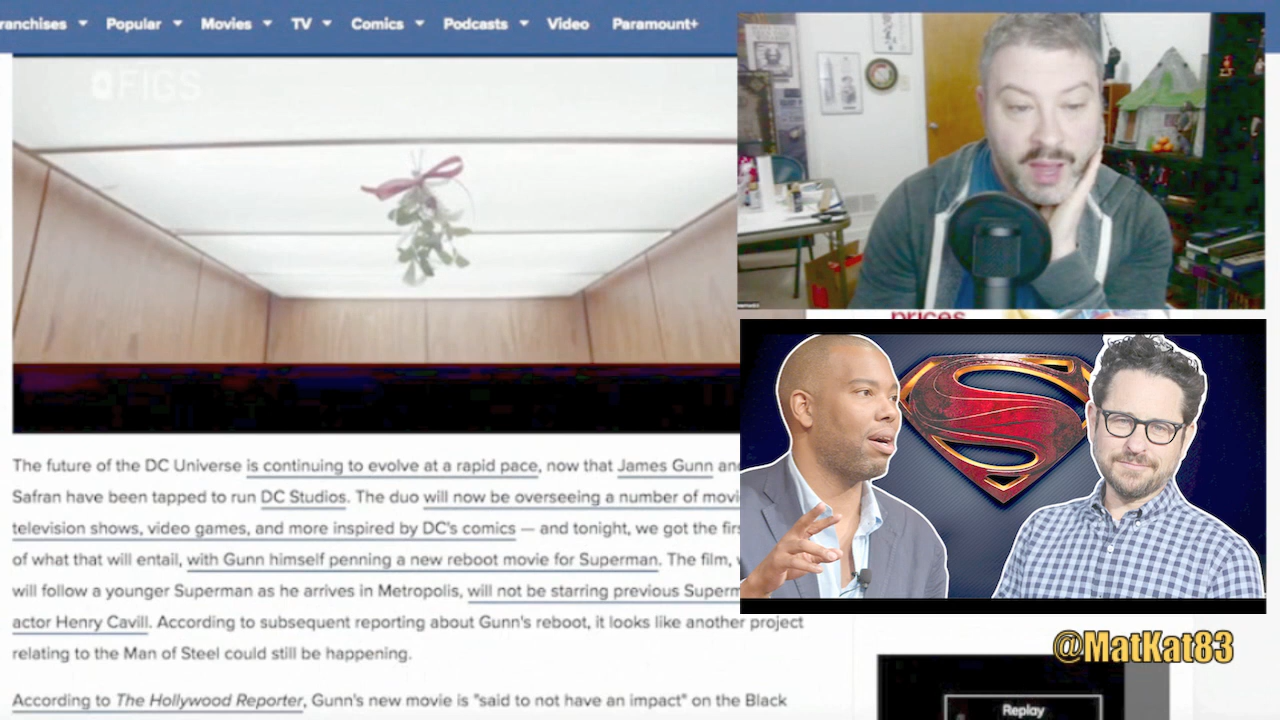 ranchises Popular Movies TV Comics Podcasts Video Paramount+
FIGS
prices
The future of the DC Universe is continuing to evolve at a rapid pace, now that James Gunn
Safran have been tapped to run DC Studios. The duo will now be overseeing a number of
television shows, video games, and more inspired by DC's comics — and tonight, we got the
of what that will entail, with Gunn himself penning a new reboot movie for Superman. The film,
will follow a younger Superman as he arrives in Metropolis, will not be starring previous
actor Henry Cavill. According to subsequent reporting about Gunn's reboot, it looks like another project
relating to the Man of Steel could still be happening.
@MatKat83
According to The Hollywood Reporter, Gunn's new movie is "said to not have an impact" on the Black
Replay